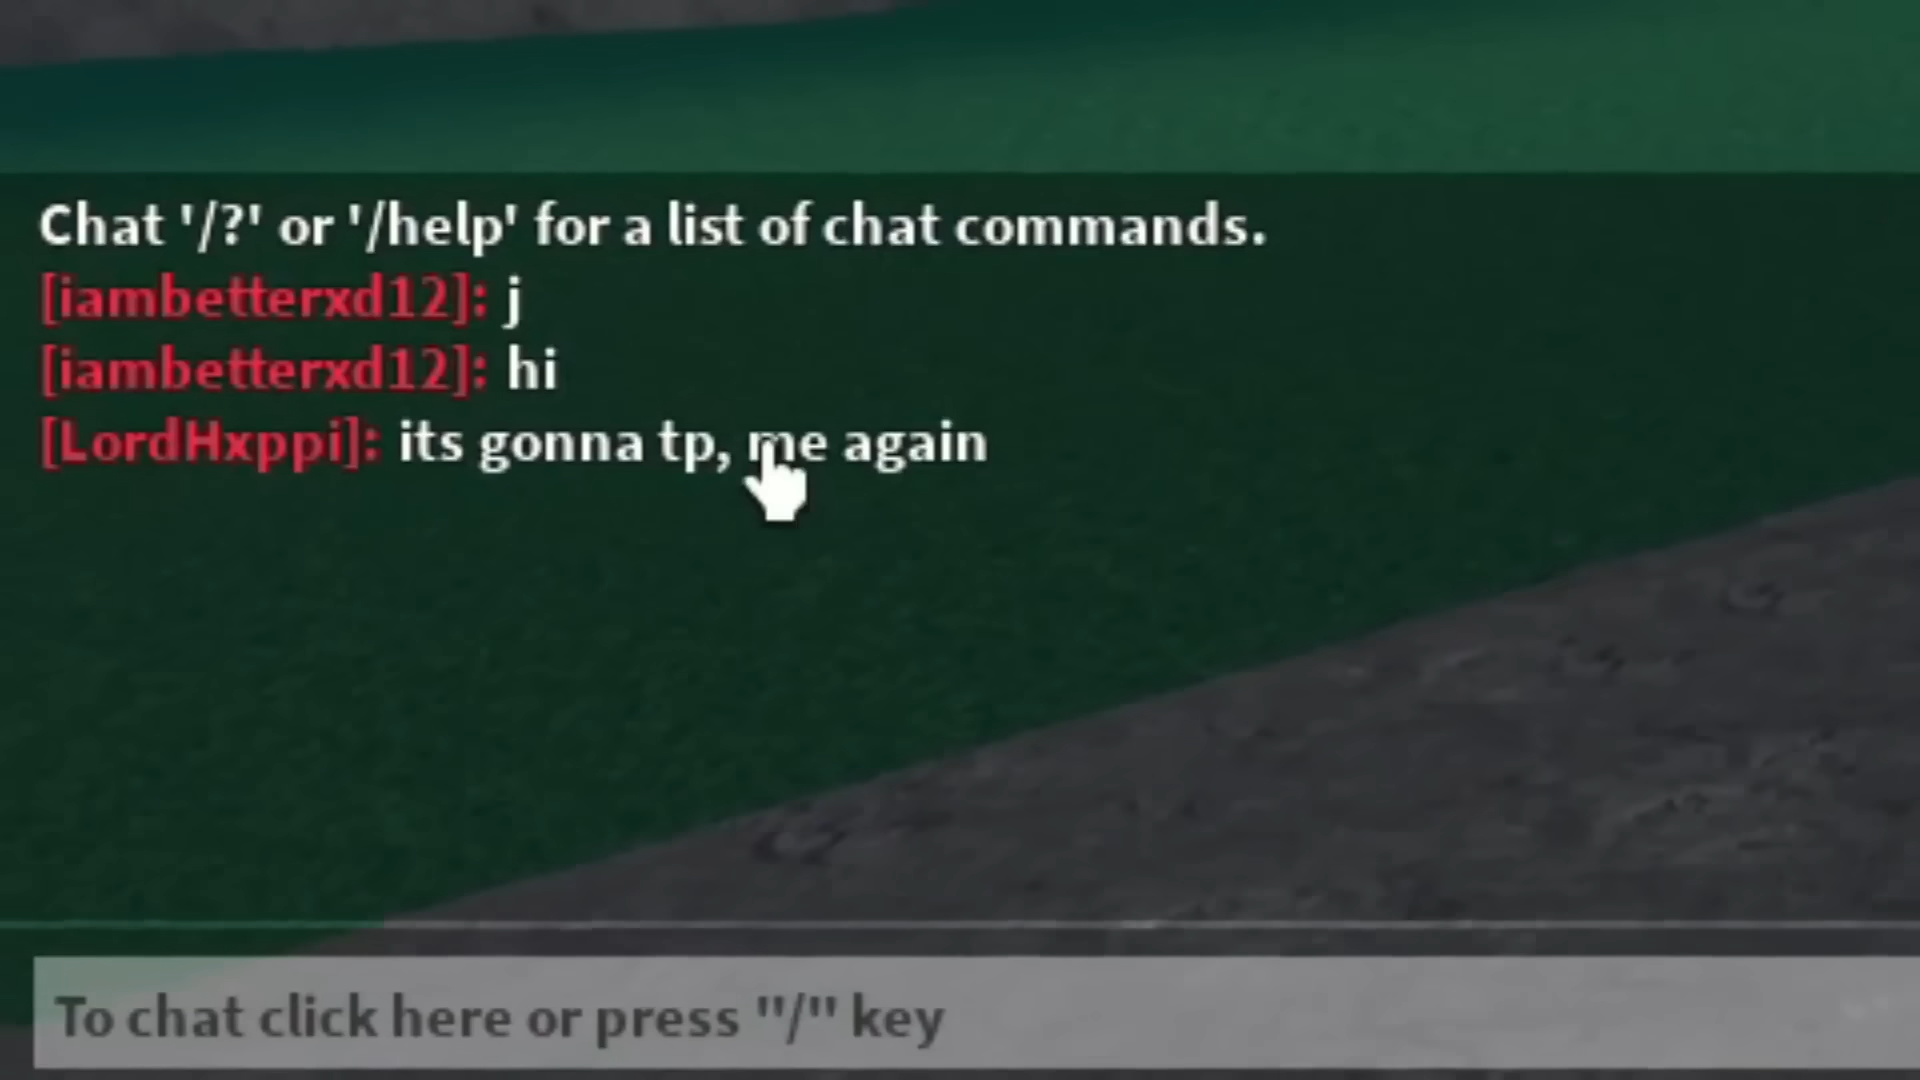 Chat '/?' or '/help' for a list of chat commands.
[iambetterxd12]: j
[iambetterxd12]: hi
[LordHxppi]: its gonna tp, me again
To chat click here or press "/" key